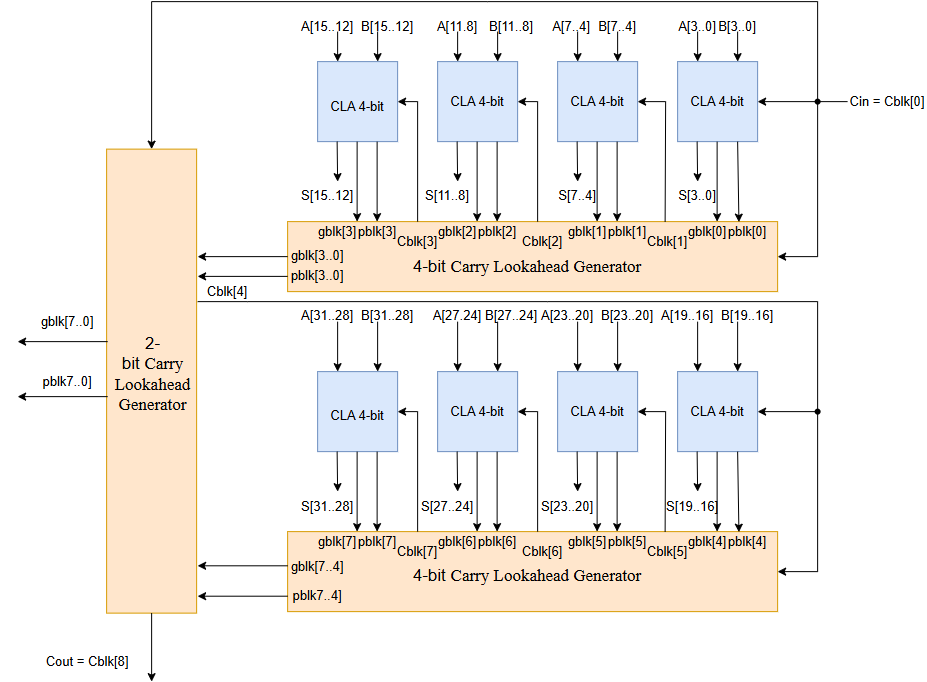 A[15..12] B[15..12] A[11.8] B[11..8] A[7..4] B[7..4] A[3..0] B[3..0]
CLA 4-bit CLA 4-bit CLA 4-bit CLA 4-bit
Cin = Cblk[0]
S[15..12] S[11..8] S[7..4] S[3..0]
gblk[3] pblk[3] Cblk[3] gblk[2] pblk[2] Cblk[2] gblk[1] pblk[1] Cblk[1] gblk[0] pblk[0]
gblk[3..0]
4-bit Carry Lookahead Generator
pblk[3..0]
Cblk[4]
A[31..28] B[31..28] A[27.24] B[27..24] A[23..20] B[23..20] A[19..16] B[19..16]
gblk[7..0]
pblk7..0]
2-
bit Carry
Lookahead
Generator
CLA 4-bit CLA 4-bit CLA 4-bit CLA 4-bit
S[31..28] S[27..24] S[23..20] S[19..16]
gblk[7] pblk[7] Cblk[7] gblk[6] pblk[6] Cblk[6] gblk[5] pblk[5] Cblk[5] gblk[4] pblk[4]
gblk[7..4]
4-bit Carry Lookahead Generator
pblk7..4]
Cout = Cblk[8]